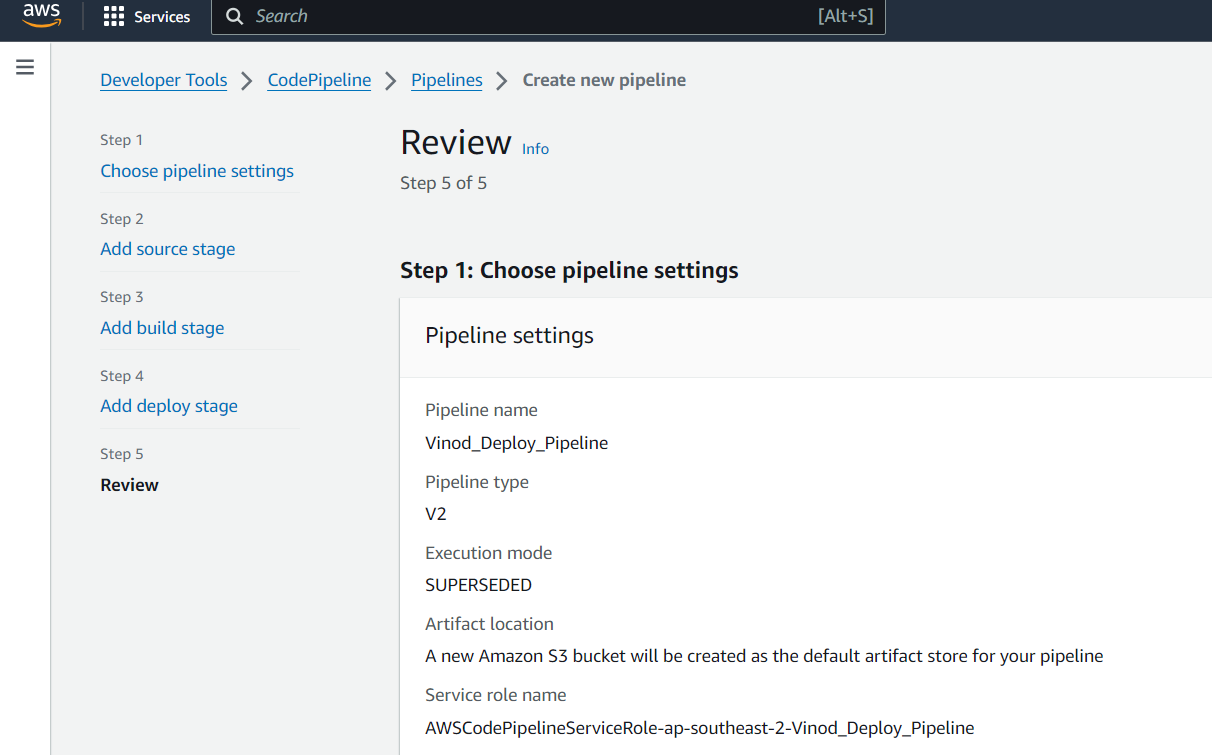 aws
Services
Search [Alt+S]
Developer Tools > CodePipeline > Pipelines > Create new pipeline
Step 1
Choose pipeline settings
Step 2
Add source stage
Step 3
Add build stage
Step 4
Add deploy stage
Step 5
Review
Review Info
Step 5 of 5
Step 1: Choose pipeline settings
Pipeline settings
Pipeline name
Vinod_Deploy_Pipeline
Pipeline type
V2
Execution mode
SUPERSEDED
Artifact location
A new Amazon S3 bucket will be created as the default artifact store for your pipeline
Service role name
AWSCodePipelineServiceRole-ap-southeast-2-Vinod_Deploy_Pipeline